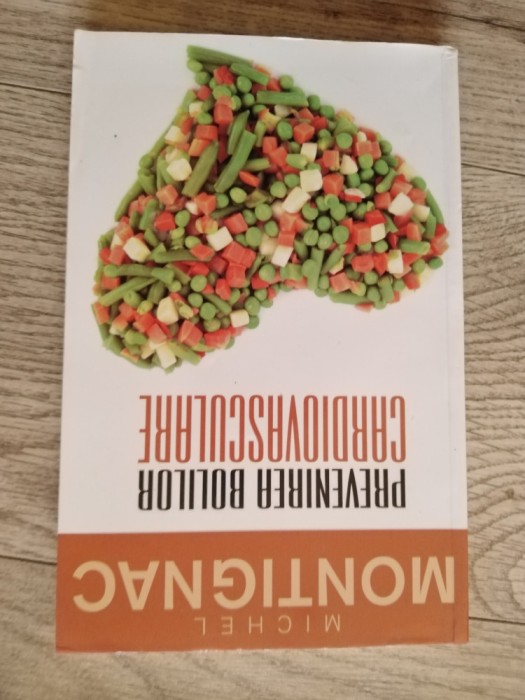 MICHEL
MONTIGNAC
PREVENIREA BOLILOR
CARDIOVASCULARE